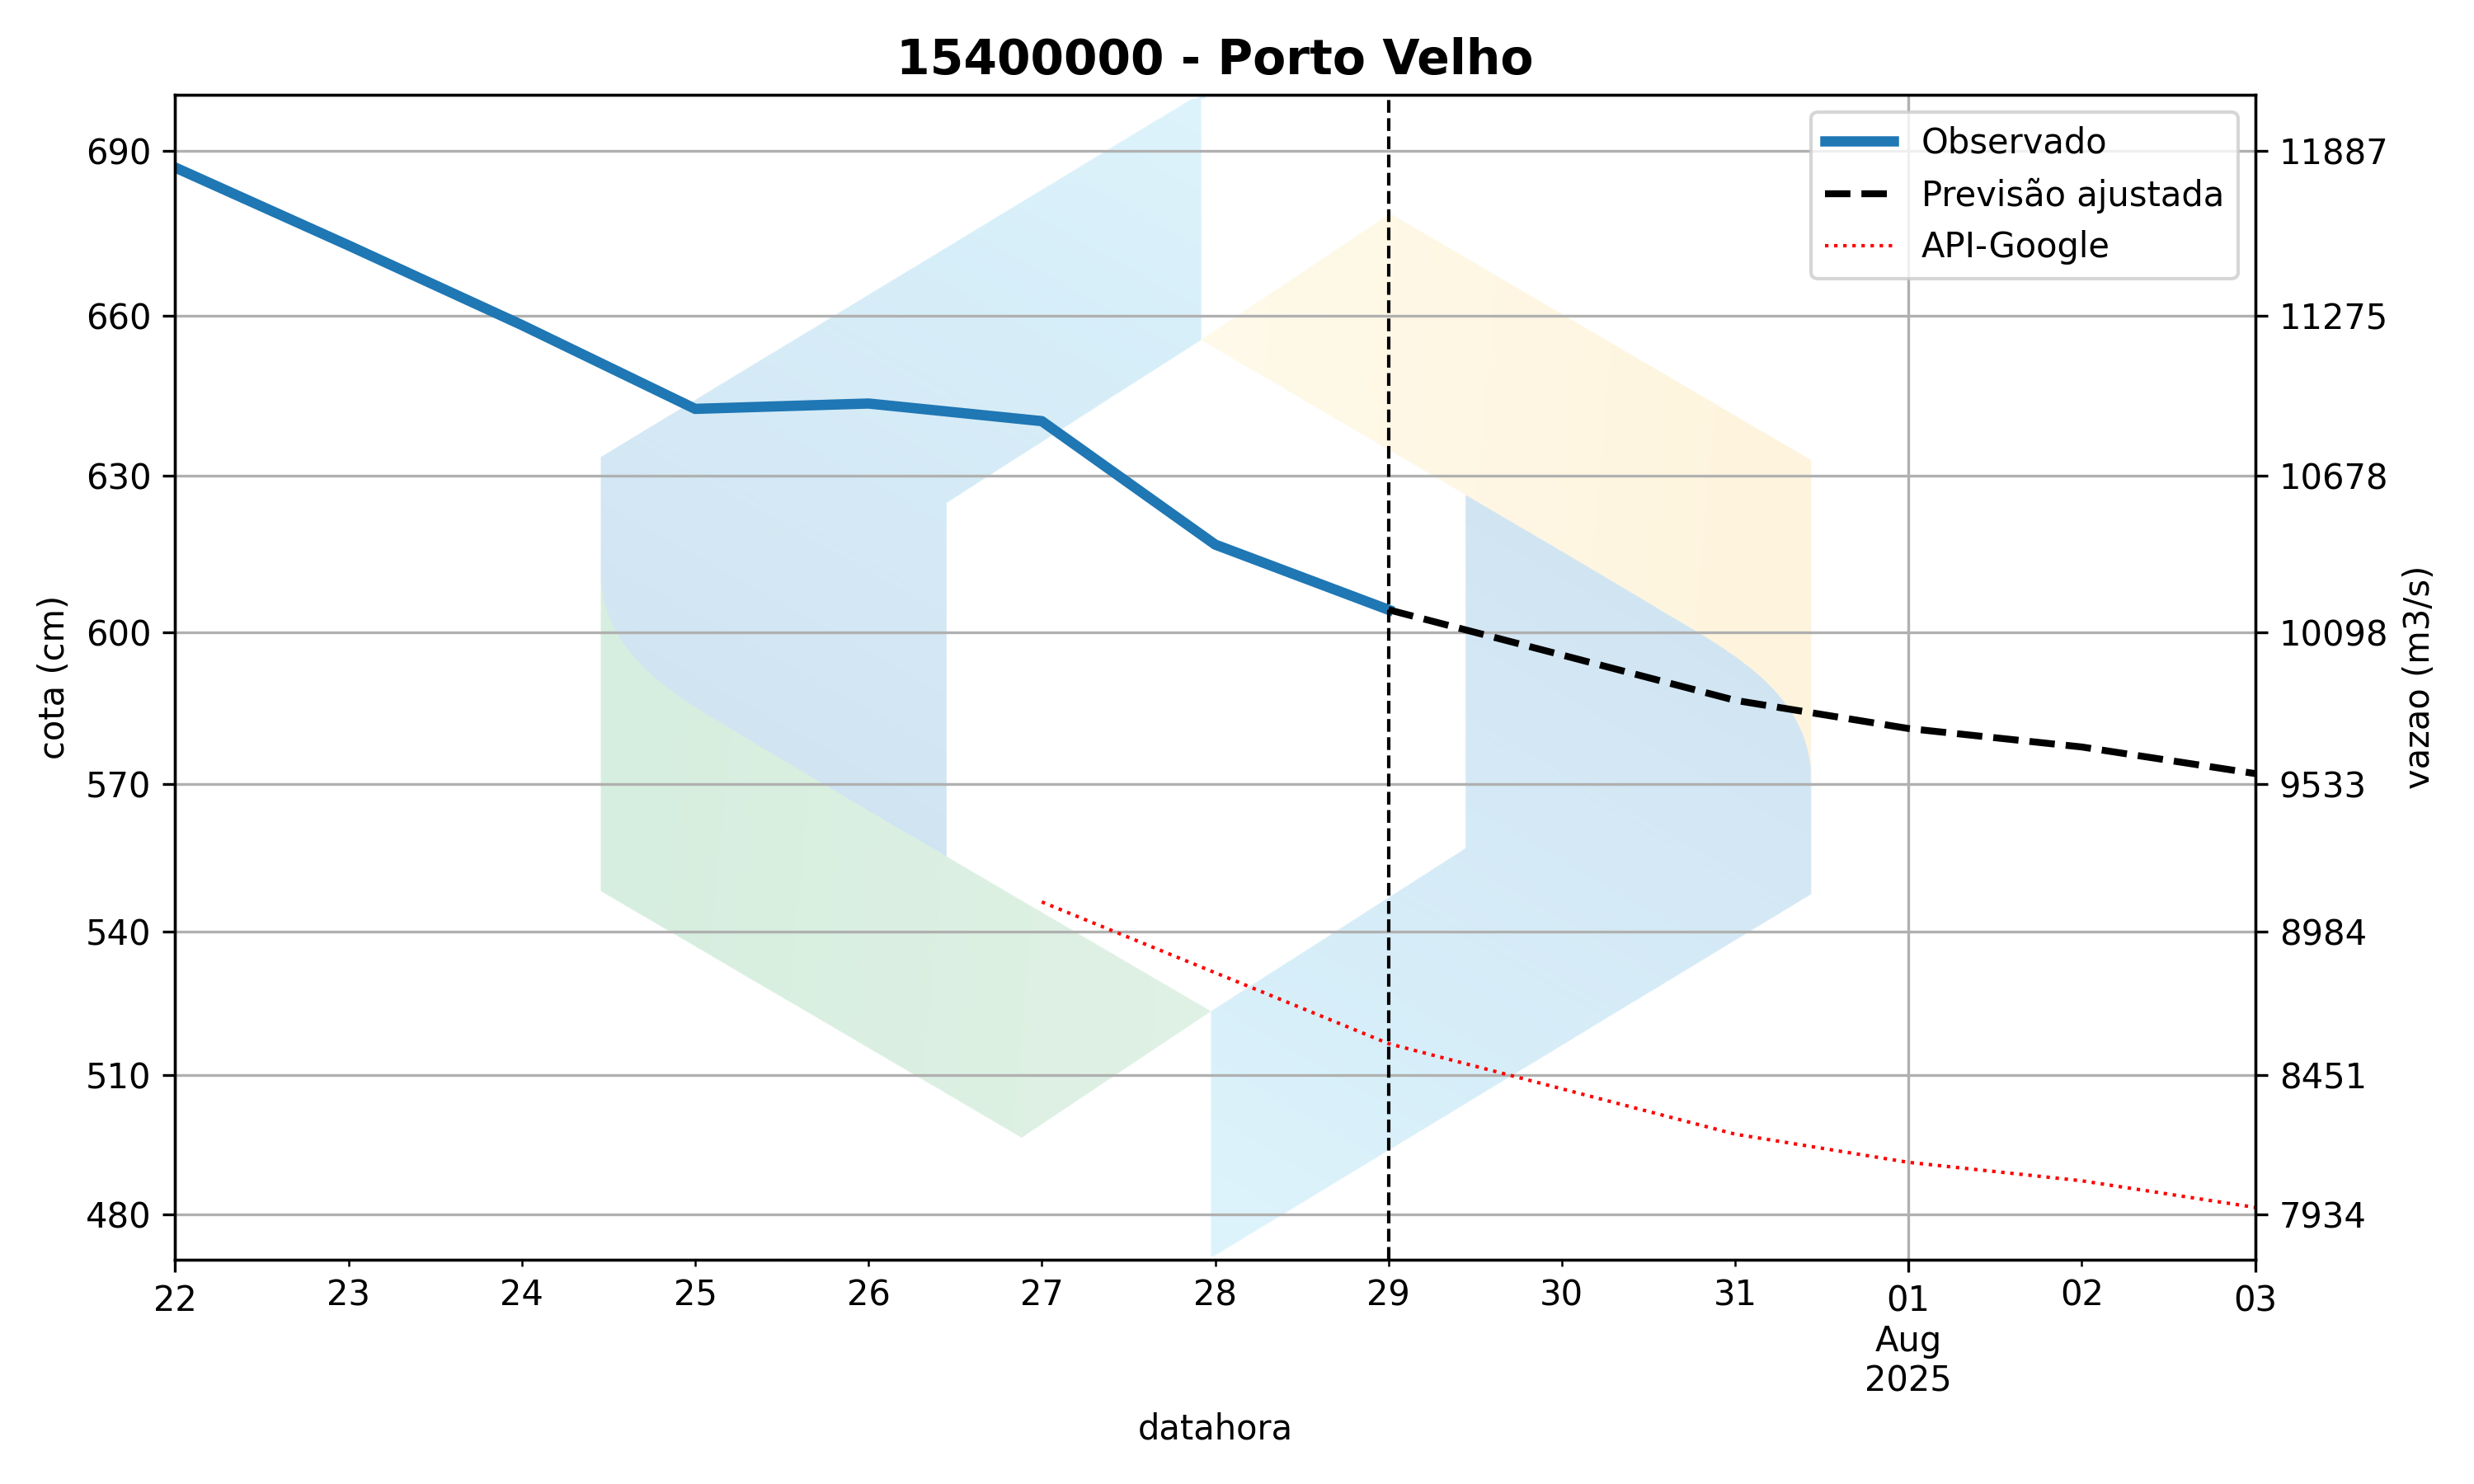 15400000 - Porto Velho
Observado
Previsão ajustada
API-Google
690
660
630
600
570
540
510
480
cota (cm)
11887
11275
10678
10098
9533
8984
8451
7934
vazao (m3/s)
22 23 24 25 26 27 28 29 30 31 01 02 03
Aug
2025
datahora